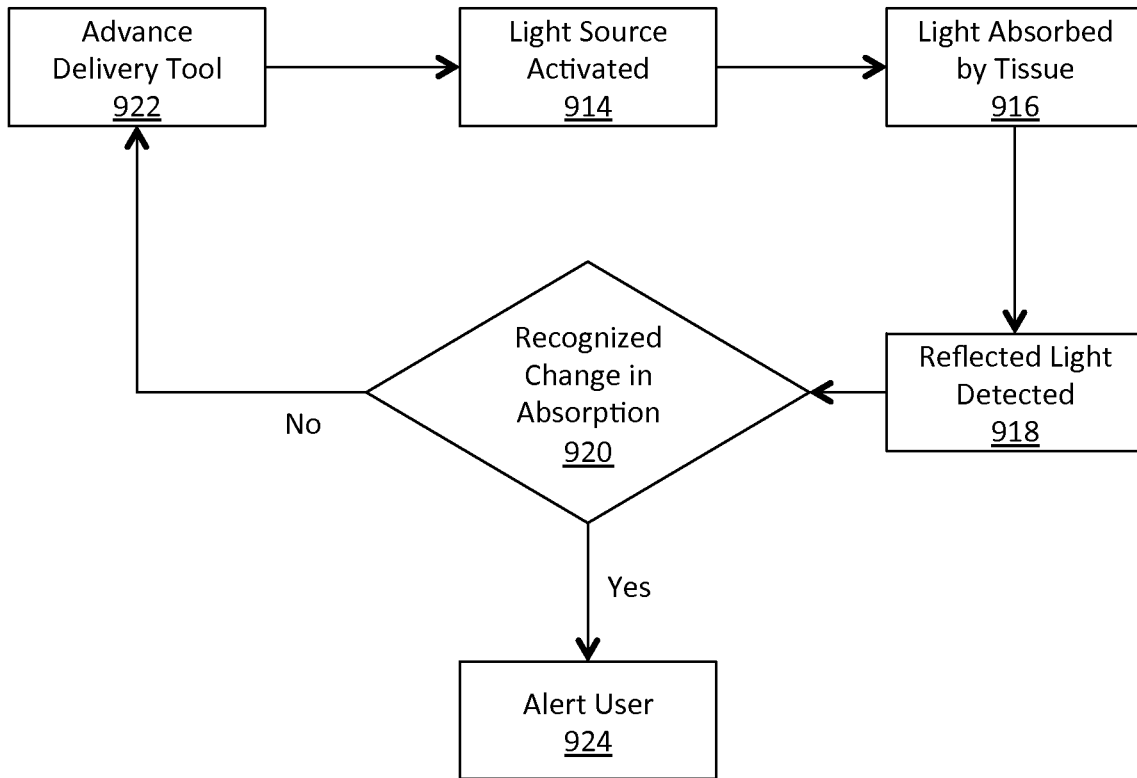 Advance
Delivery Tool
922
Light Source
Activated
914
Light Absorbed
by Tissue
916
Recognized
Change in
Absorption
920
Reflected Light
Detected
918
No
Yes
Alert User
924